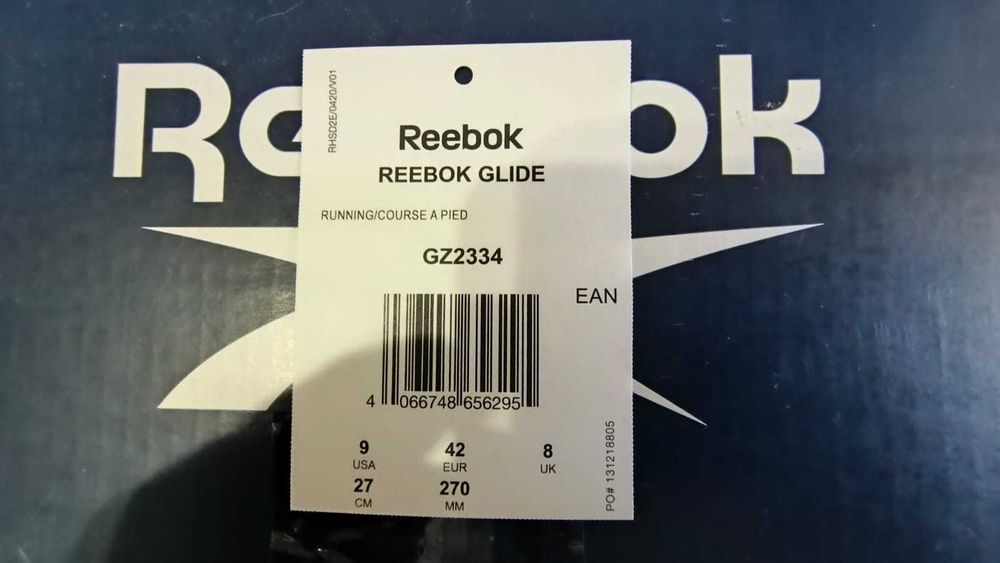 Reebok
RHSD2E/0420/V01
Reebok
REEBOK GLIDE
RUNNING/COURSE A PIED
GZ2334
EAN
4 066748 656295
9 42 8
USA EUR UK
27 270
CM MM
PO# 131218805